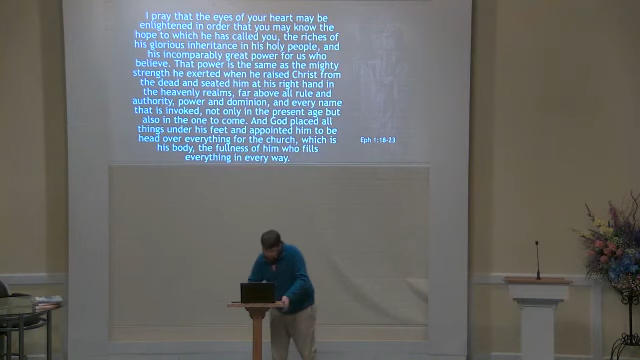 I pray that the eyes of your heart may be
enlightened in order that you may know the
hope to which he has called you, the riches of
his glorious inheritance in his holy people, and
his incomparably great power for us who
believe. That power is the same as the mighty
strength he exerted when he raised Christ from
the dead and seated him at his right hand in
the heavenly realms, far above all rule and
authority, power and dominion, and every name
that is invoked, not only in the present age but
also in the one to come. And God placed all
things under his feet and appointed him to be
head over everything for the church, which is
his body, the fullness of him who fills
everything in every way.
Eph 1:18-23